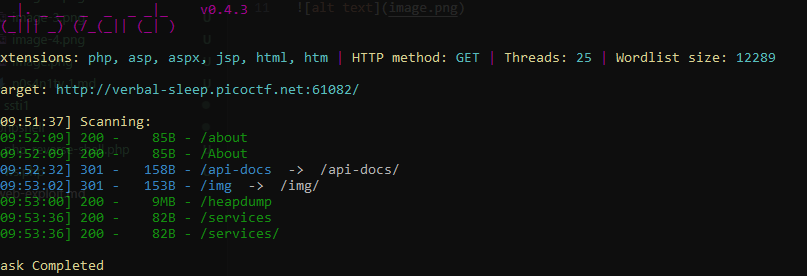 v0.4.3
11 ![alt text](image.png)
xtensions: php, asp, aspx, jsp, html, htm | HTTP method: GET | Threads: 25 | Wordlist size: 12289
arget: http://verbal-sleep.picoctf.net:61082/
09:51:37] Scanning:
09:52:09] 200 - 85B - /about
09:52:09] 200 - 85B - /About
09:52:32] 301 - 158B - /api-docs -> /api-docs/
09:53:02] 301 - 153B - /img -> /img/
09:53:00] 200 - 9MB - /heapdump
09:53:36] 200 - 82B - /services
09:53:36] 200 - 82B - /services/
ask Completed